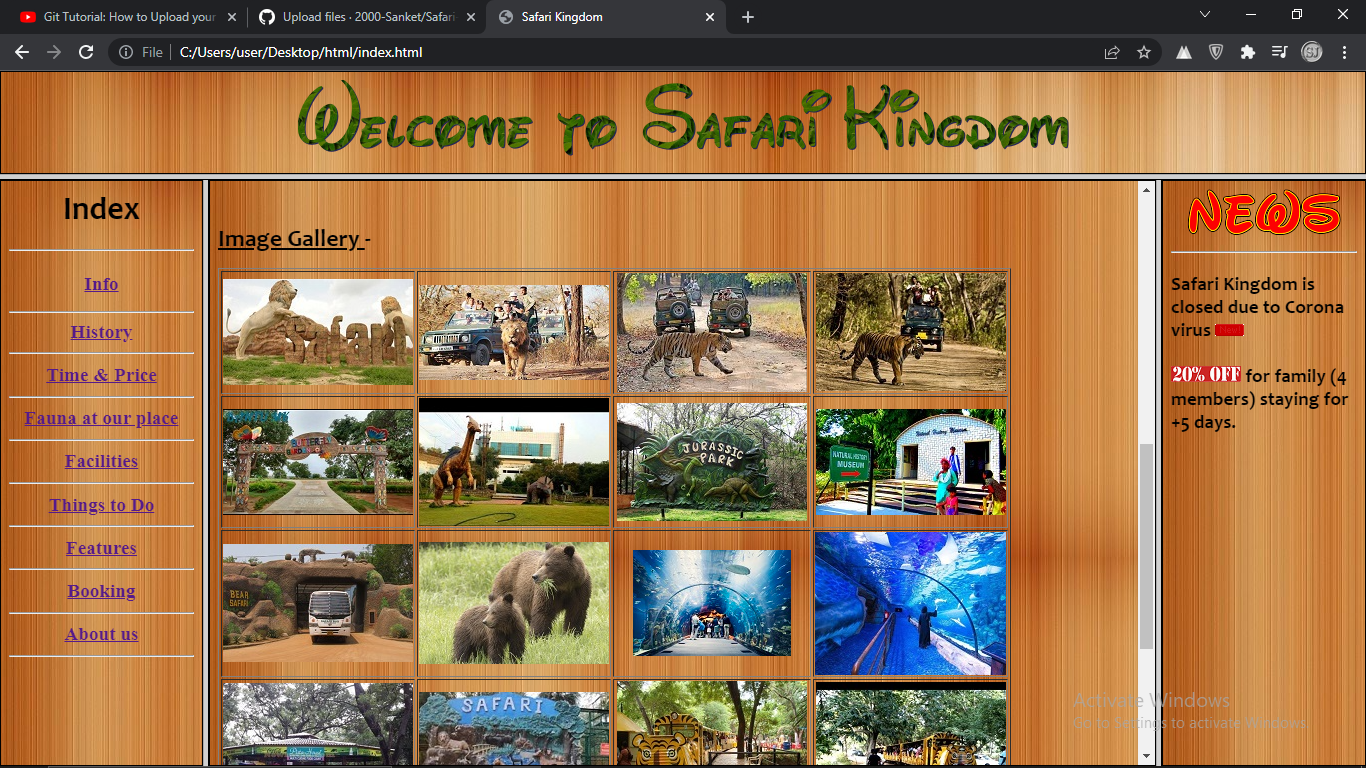 Git Tutorial: How to Upload your
Upload files · 2000-Sanket/Safari-
Safari Kingdom
File
C:/Users/user/Desktop/html/index.html
Welcome to Safari Kingdom
Index
Info
History
Time & Price
Fauna at our place
Facilities
Things to Do
Features
Booking
About us
Image Gallery -
Safari
JURASSIC
PARK
NATURAL HISTORY
MUSEUM
BEAR
SAFARI
SAFARI
NEWS
Safari Kingdom is
closed due to Corona
virus New!
20% OFF for family (4
members) staying for
+5 days.
Activate Windows
Go to Settings to activate Windows.